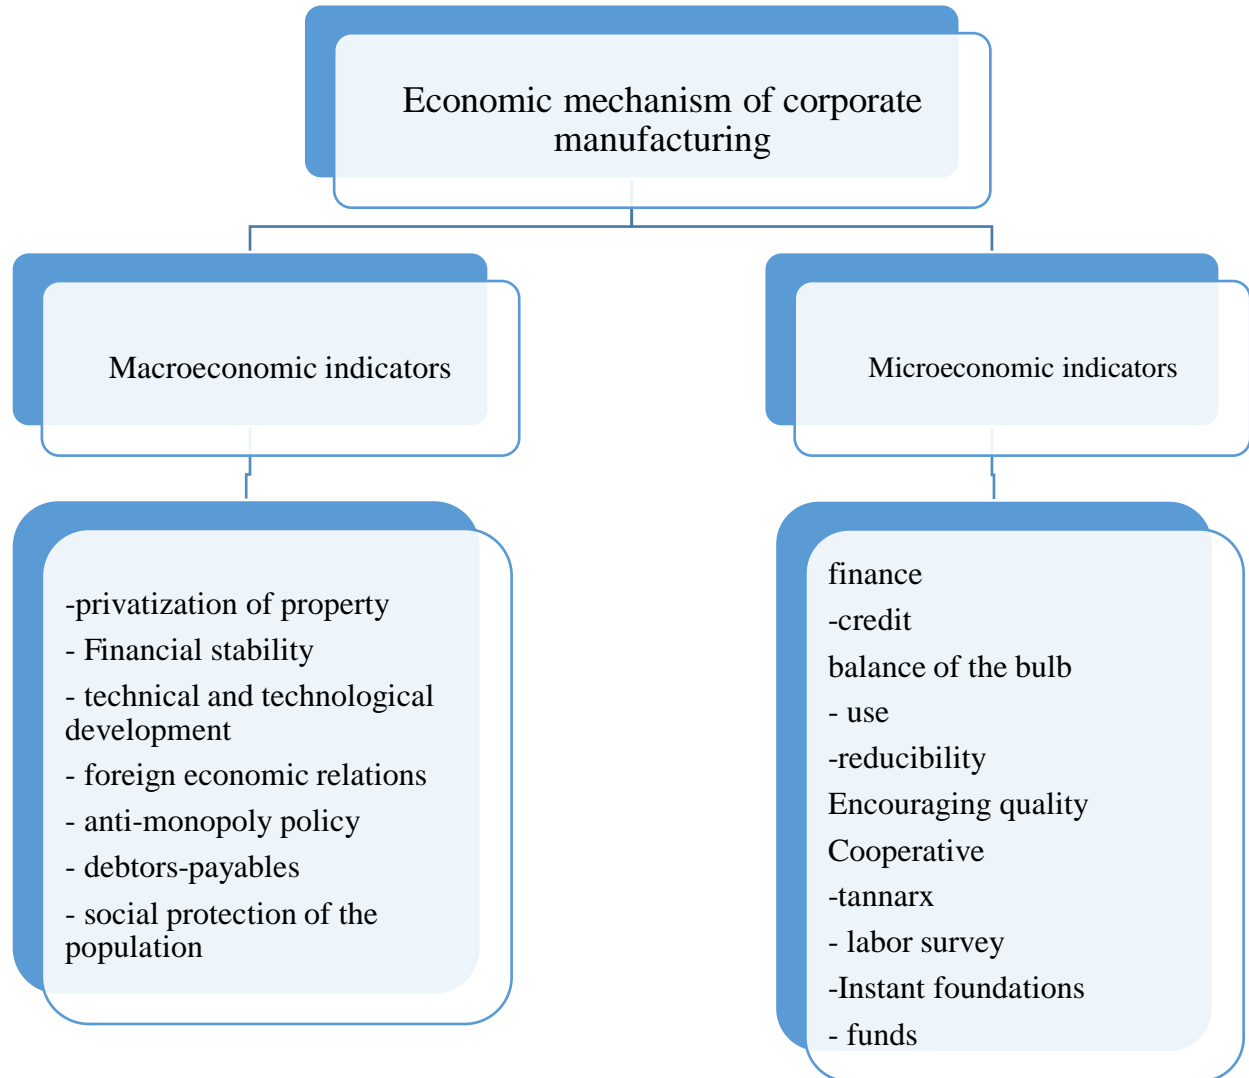 Economic mechanism of corporate
manufacturing
Macroeconomic indicators
Microeconomic indicators
-privatization of property
- Financial stability
- technical and technological
development
- foreign economic relations
- anti-monopoly policy
- debtors-payables
- social protection of the
population
finance
-credit
balance of the bulb
- use
-reducibility
Encouraging quality
Cooperative
-tannarx
- labor survey
-Instant foundations
- funds